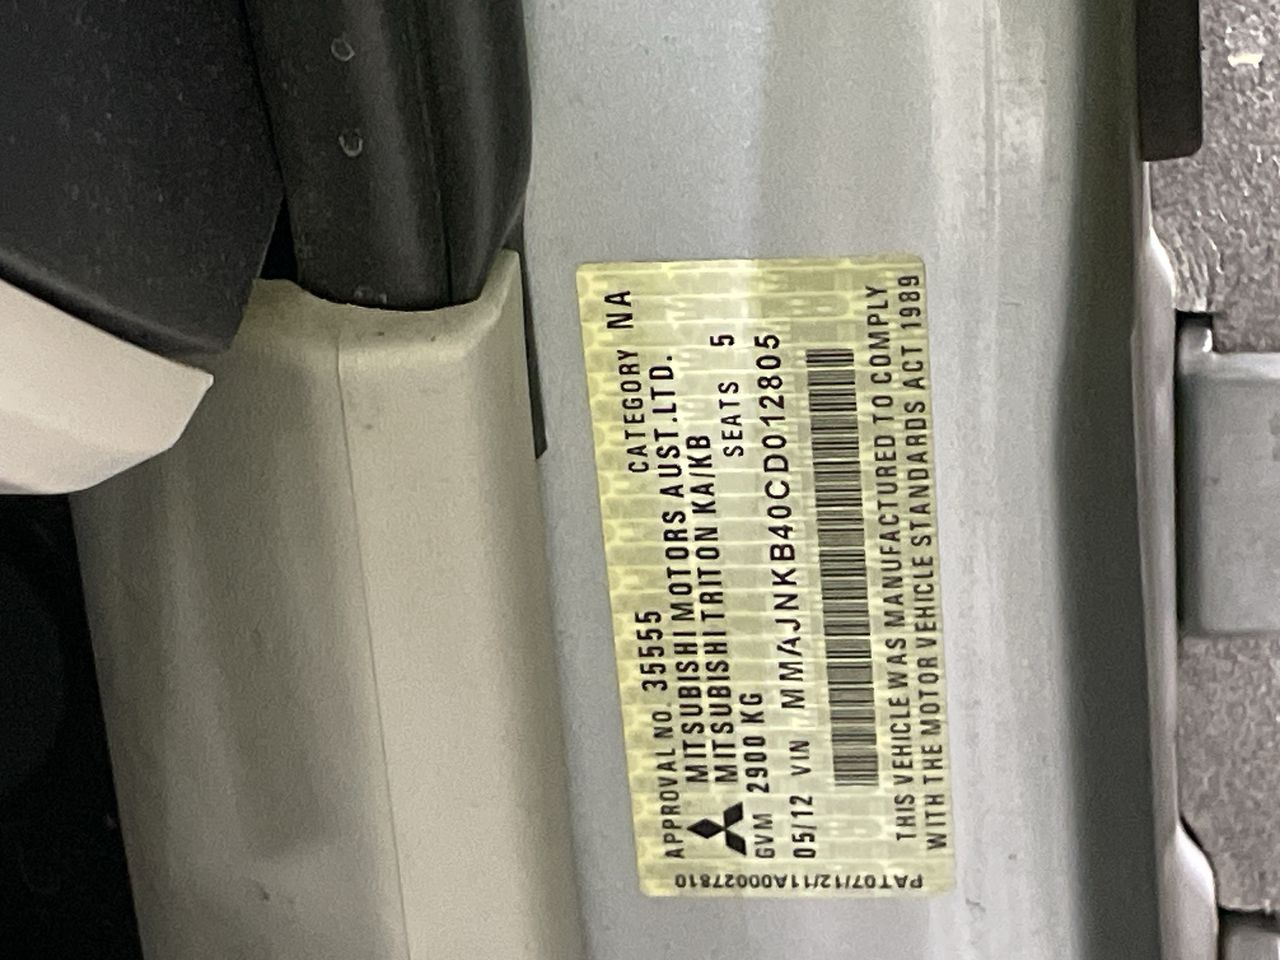 APPROVAL NO. 35555 CATEGORY NA
MITSUBISHI MOTORS AUST.LTD.
MITSUBISHI TRITON KA/KB
GVM 2900 KG SEATS 5
05/12 VIN MMAJNKB40CD012805
THIS VEHICLE WAS MANUFACTURED TO COMPLY
WITH THE MOTOR VEHICLE STANDARDS ACT 1989
PAT07/12/11A00027810